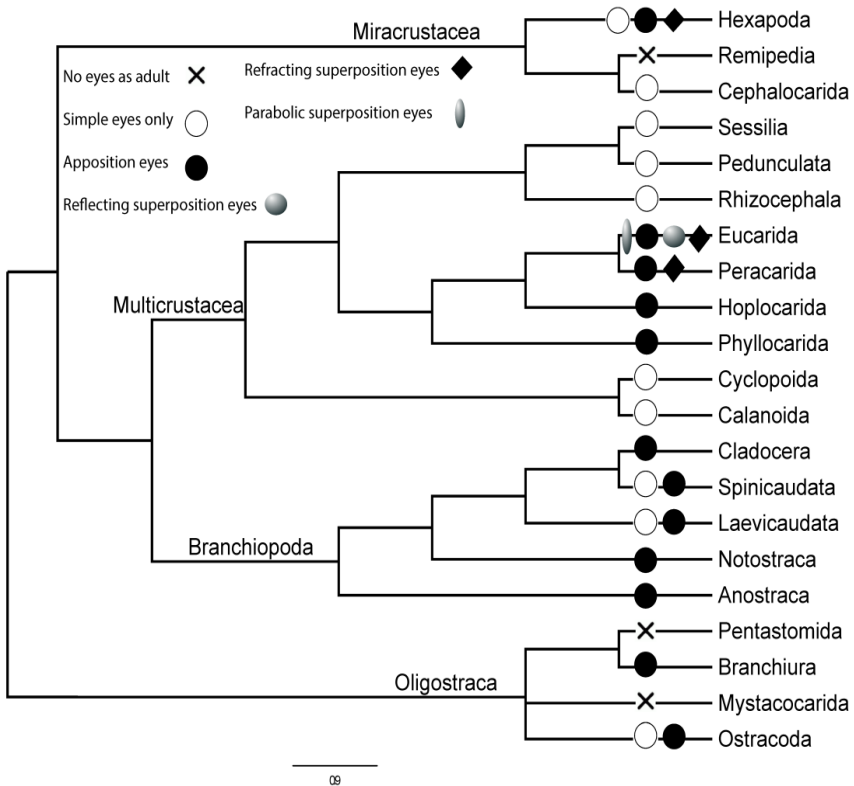 Miracrustacea
No eyes as adult
Refracting superposition eyes
Simple eyes only
Parabolic superposition eyes
Apposition eyes
Reflecting superposition eyes
Multicrustacea
Branchiopoda
Oligostraca
Hexapoda
Remipedia
Cephalocarida
Sessilia
Pedunculata
Rhizocephala
Eucarida
Peracarida
Hoplocarida
Phyllocarida
Cyclopoida
Calanoida
Cladocera
Spinicaudata
Laevicaudata
Notostraca
Anostraca
Pentastomida
Branchiura
Mystacocarida
Ostracoda